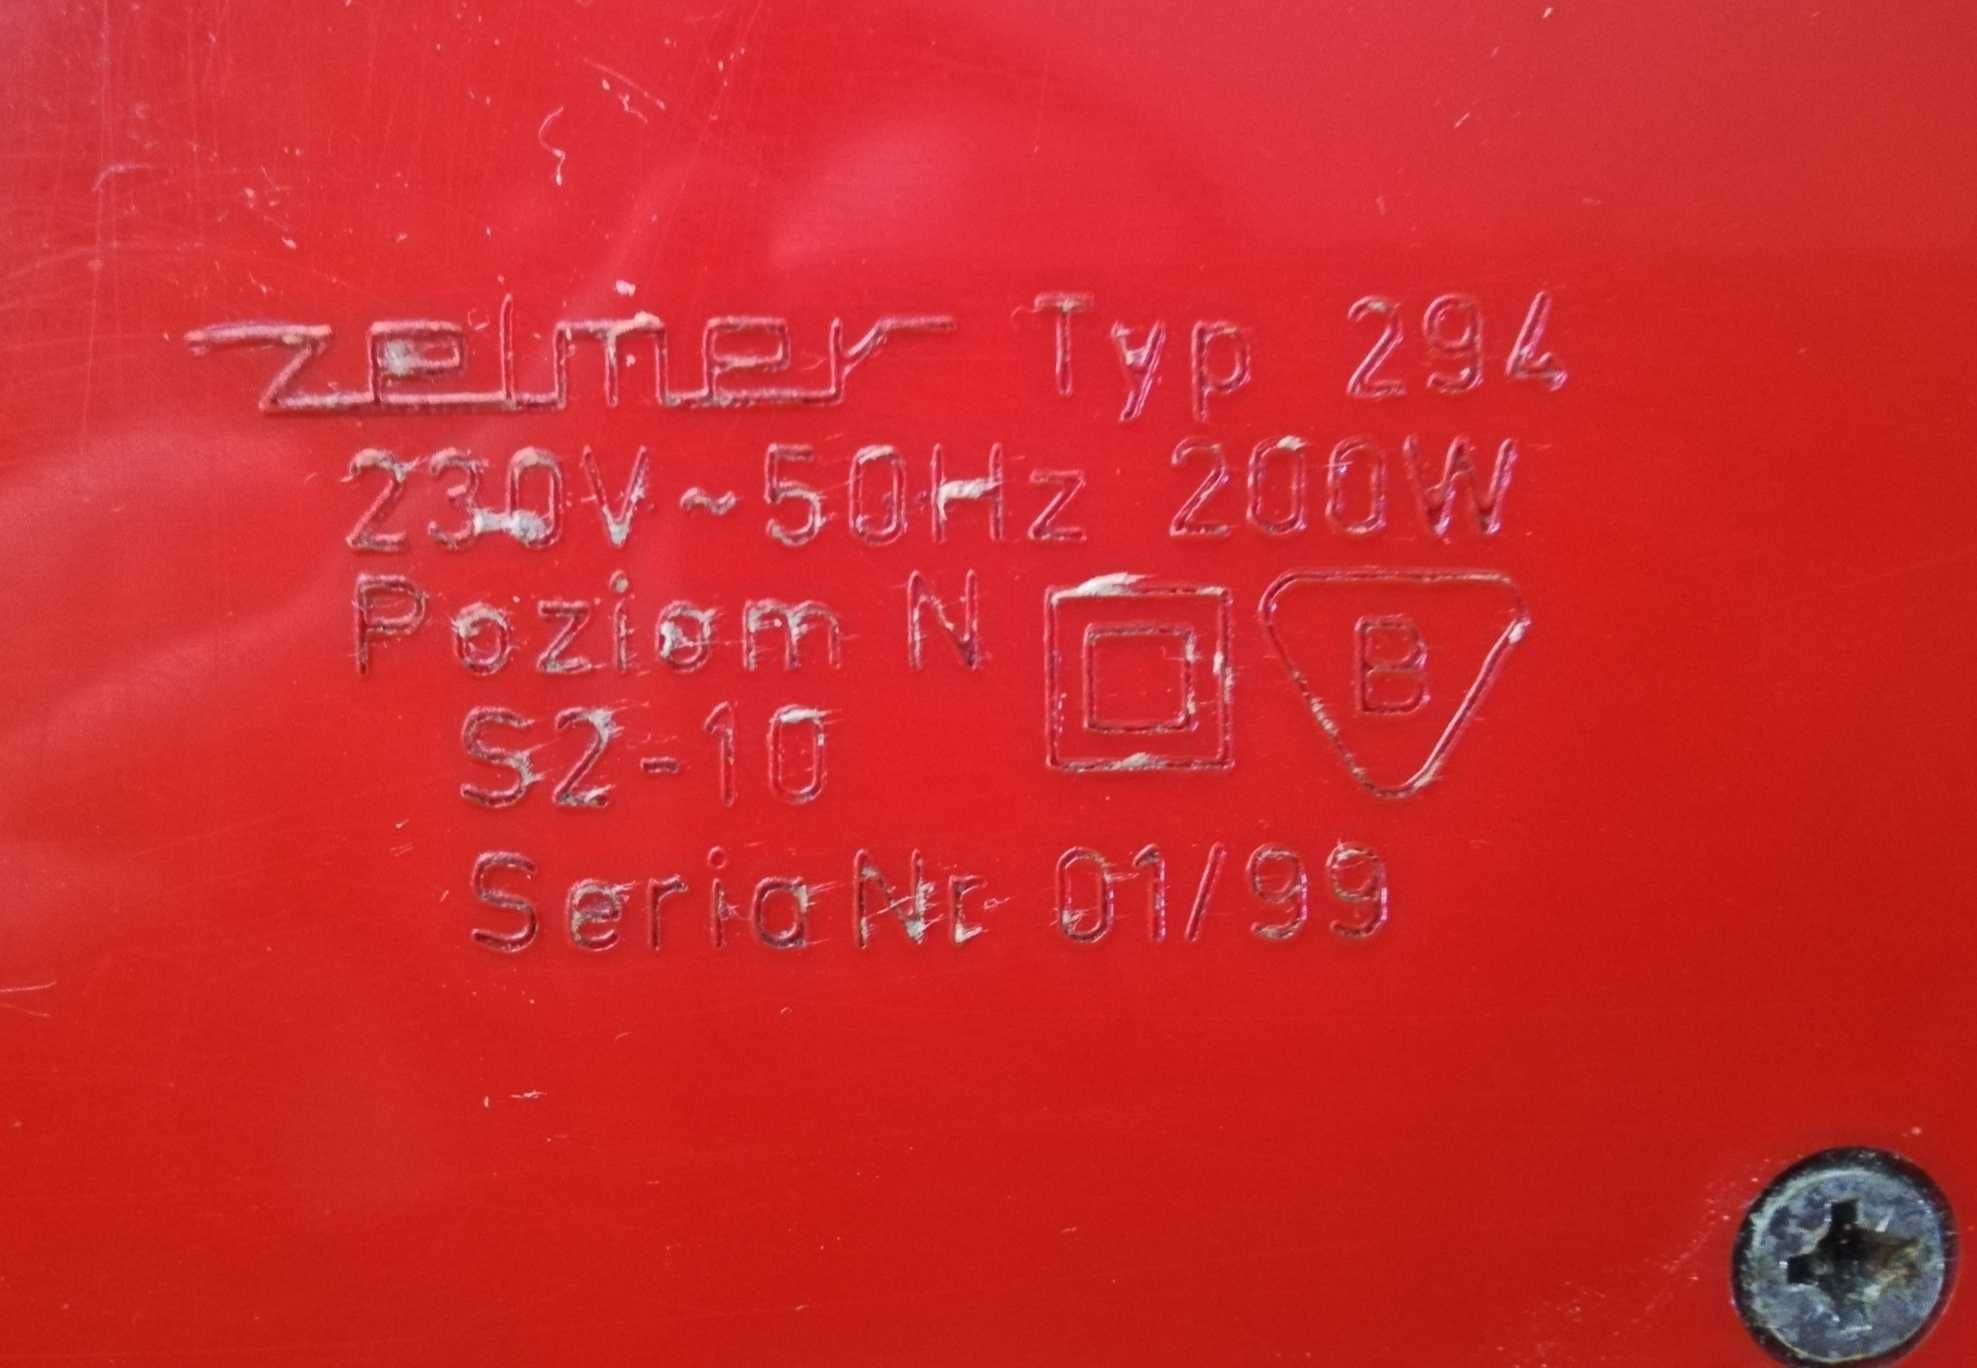 zelmer Typ 294
230V~50Hz 200W
Poziom N
B
S2-10
Seria Nr 01/99